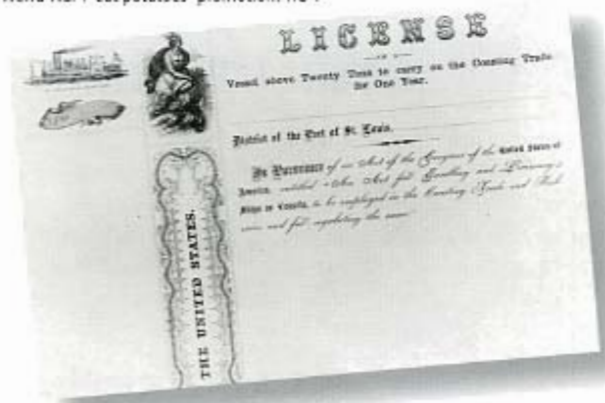 LICENSE
Vessel above Twenty Tons to carry on the Coasting Trade
for One Year.
District of the Port of St. Louis.
In Pursuance of an Act of the Congress of the United States of
America, entitled "An Act for Enrolling and Licensing
Ships or Vessels, to be employed in the Coasting Trade and
and for regulating the same
THE UNITED STATES.